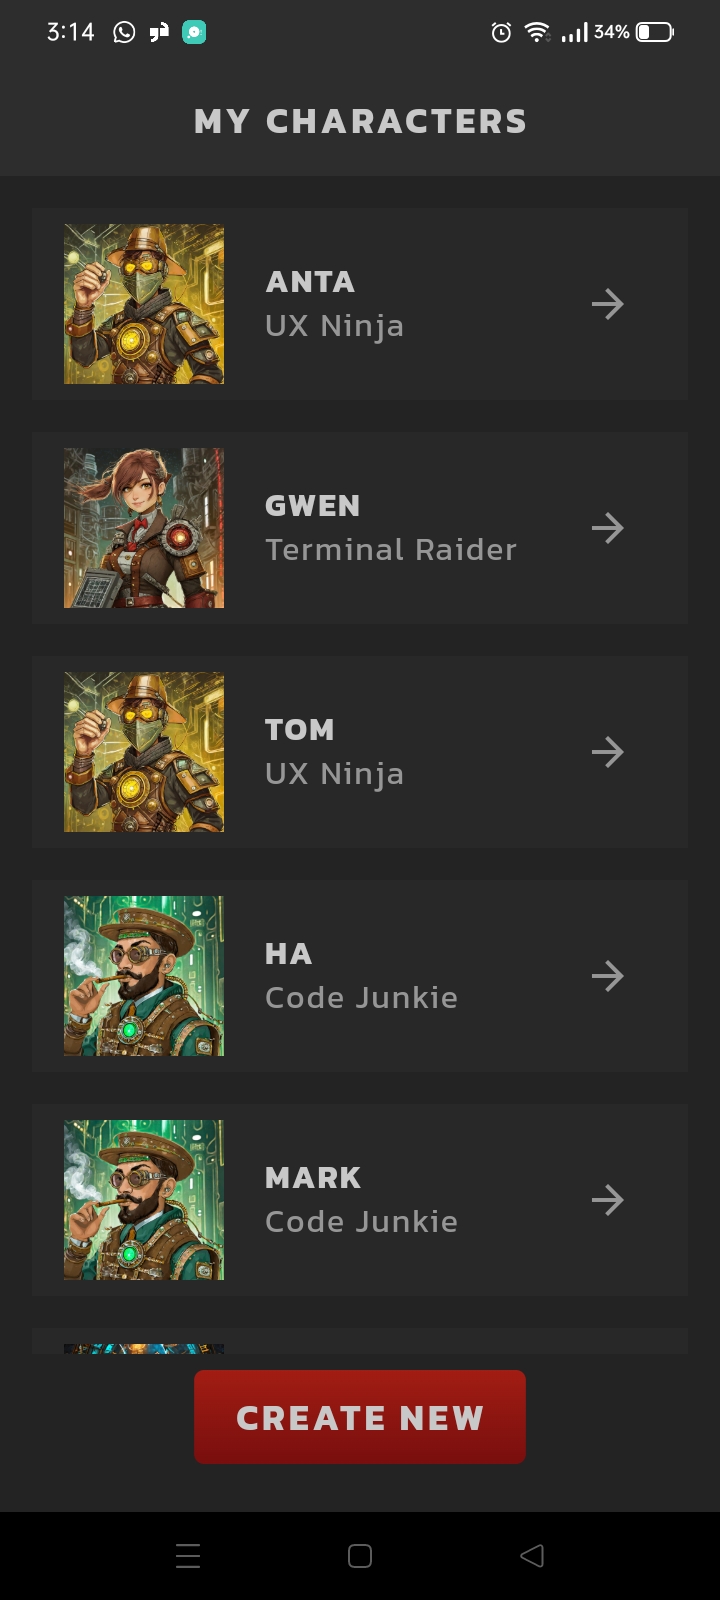 3:14
34%
MY CHARACTERS
ANTA
UX Ninja
GWEN
Terminal Raider
TOM
UX Ninja
HA
Code Junkie
MARK
Code Junkie
CREATE NEW